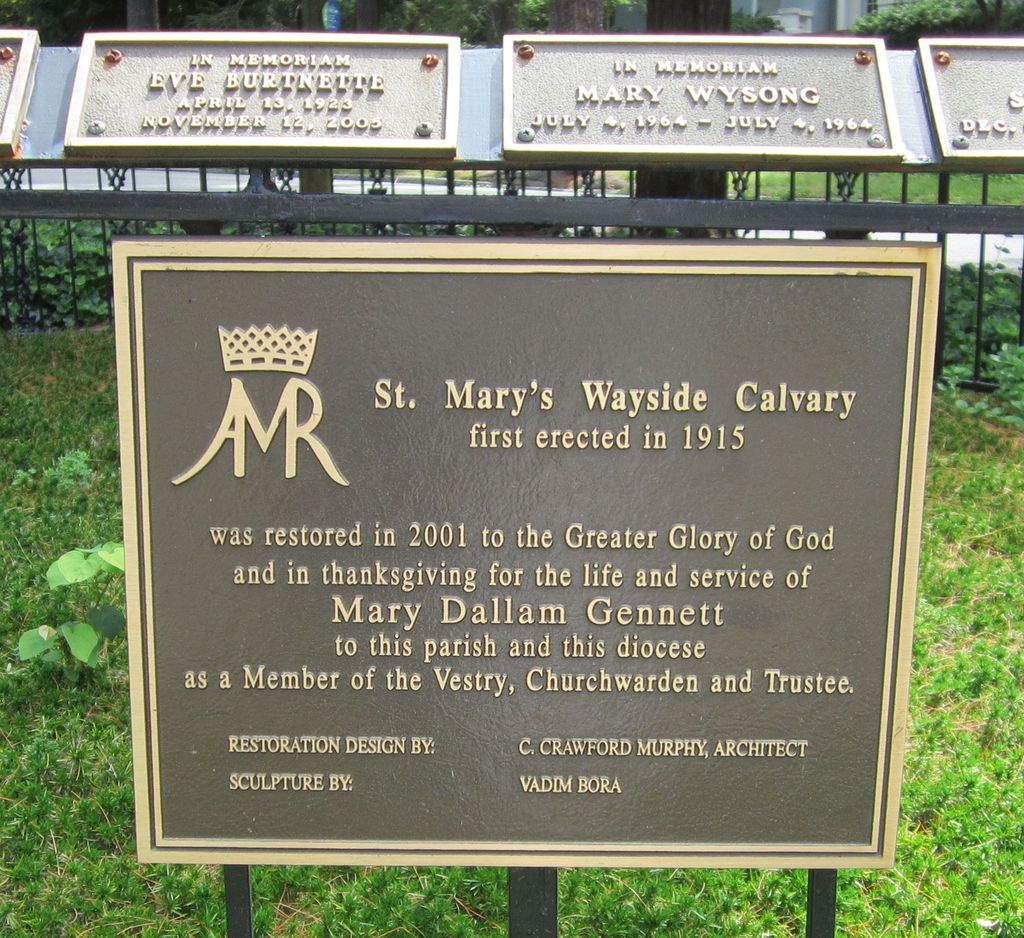 IN MEMORIAM
EVE BURTNETTE
APRIL 13, 1923
NOVEMBER 12, 2005
IN MEMORIAM
MARY WYSONG
JULY 4, 1964 - JULY 4, 1964
S
DEC.
AMR
St. Mary's Wayside Calvary
first erected in 1915
was restored in 2001 to the Greater Glory of God
and in thanksgiving for the life and service of
Mary Dallam Gennett
to this parish and this diocese
as a Member of the Vestry, Churchwarden and Trustee.
RESTORATION DESIGN BY: C. CRAWFORD MURPHY, ARCHITECT
SCULPTURE BY: VADIM BORA